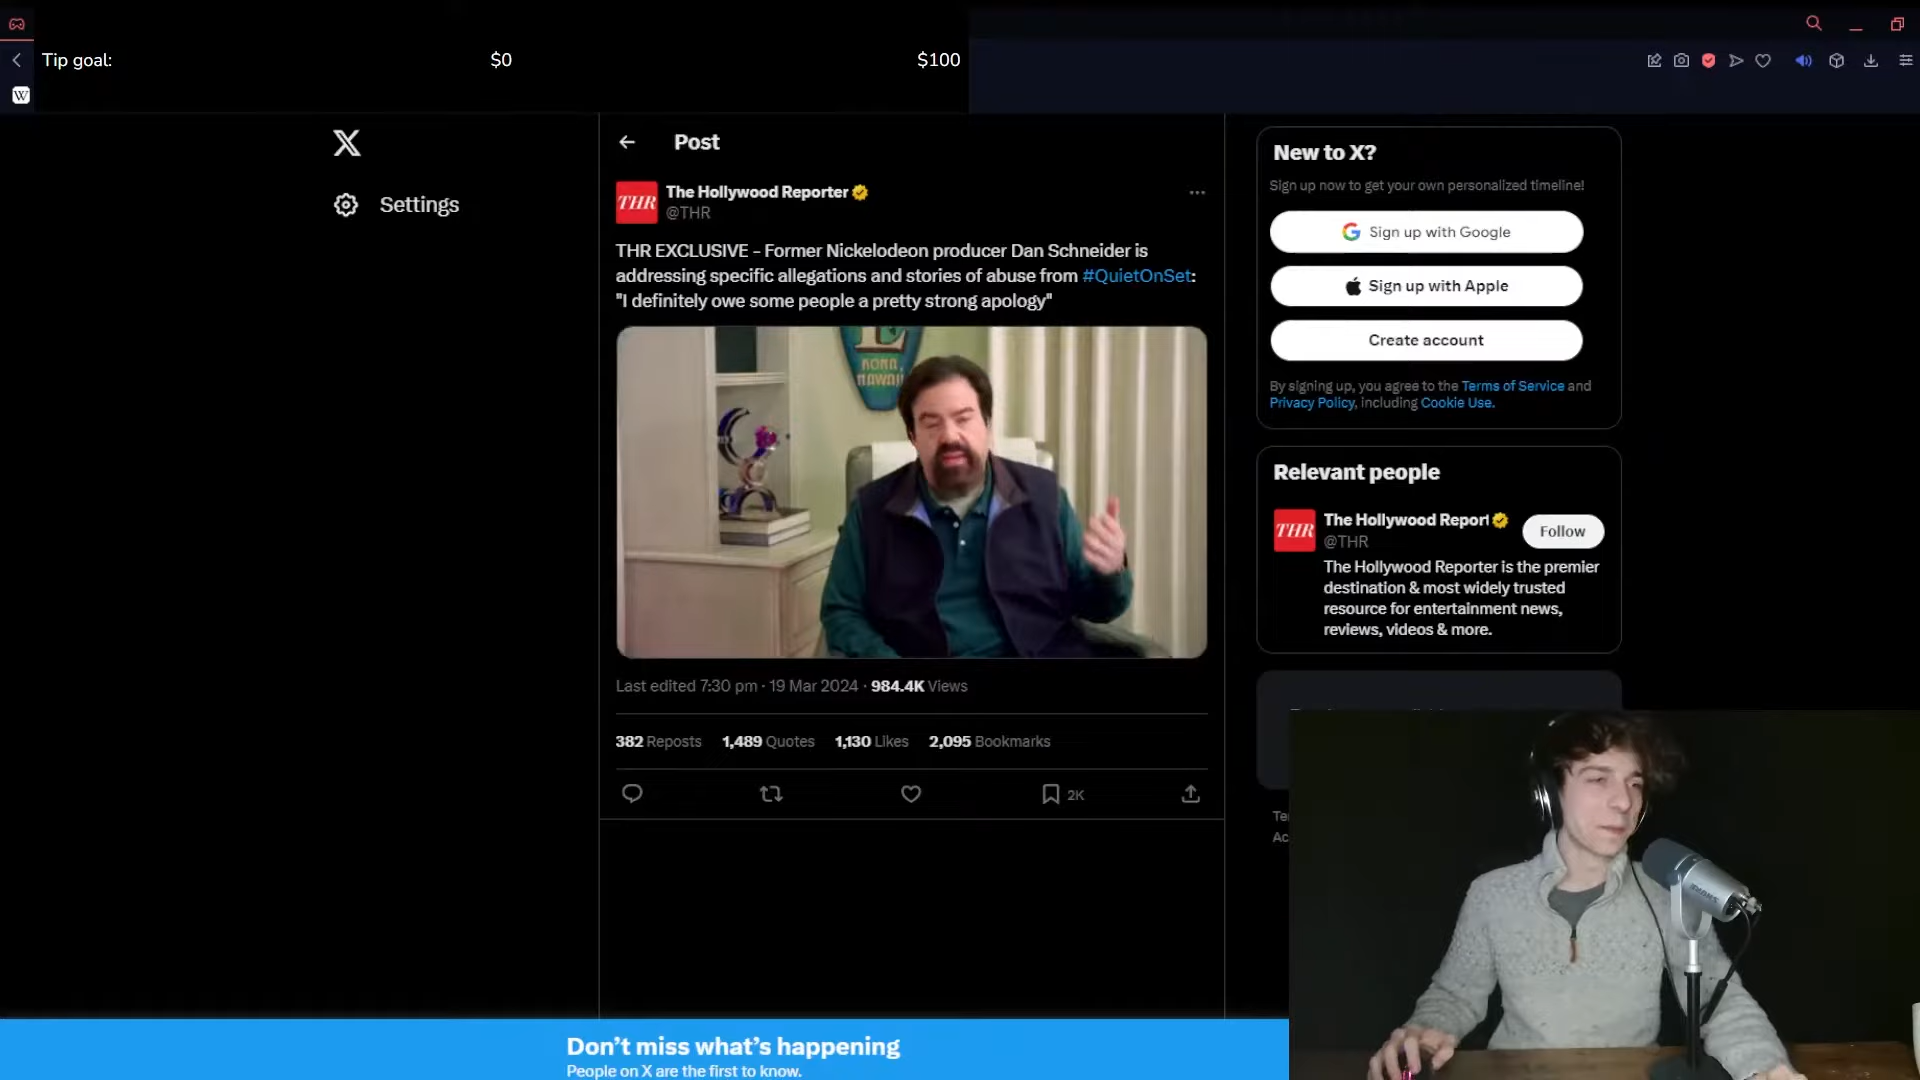 Tip goal:
$0
$100
W
X
Settings
Post
THR
The Hollywood Reporter
@THR
THR EXCLUSIVE - Former Nickelodeon producer Dan Schneider is
addressing specific allegations and stories of abuse from #QuietOnSet:
"I definitely owe some people a pretty strong apology"
E
KONA,
HAWAII
Last edited 7:30 pm · 19 Mar 2024 · 984.4K Views
382 Reposts 1,489 Quotes 1,130 Likes 2,095 Bookmarks
2K
New to X?
Sign up now to get your own personalized timeline!
Sign up with Google
Sign up with Apple
Create account
By signing up, you agree to the Terms of Service and
Privacy Policy, including Cookie Use.
Relevant people
THR
The Hollywood Report
@THR
Follow
The Hollywood Reporter is the premier
destination & most widely trusted
resource for entertainment news,
reviews, videos & more.
Te
Ac
Don't miss what's happening
People on X are the first to know.